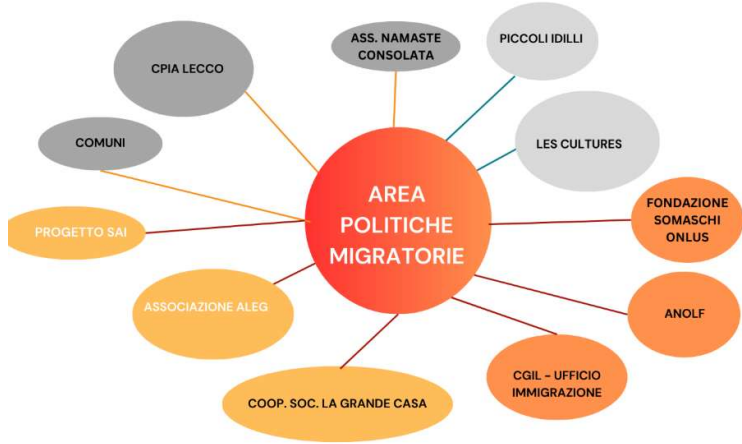 ASS. NAMASTE
CONSOLATA
PICCOLI IDILLI
CPIA LECCO
COMUNI
LES CULTURES
AREA
POLITICHE
MIGRATORIE
FONDAZIONE
SOMASCHI
ONLUS
PROGETTO SAI
ASSOCIAZIONE ALEG
ANOLF
CGIL - UFFICIO
IMMIGRAZIONE
COOP. SOC. LA GRANDE CASA